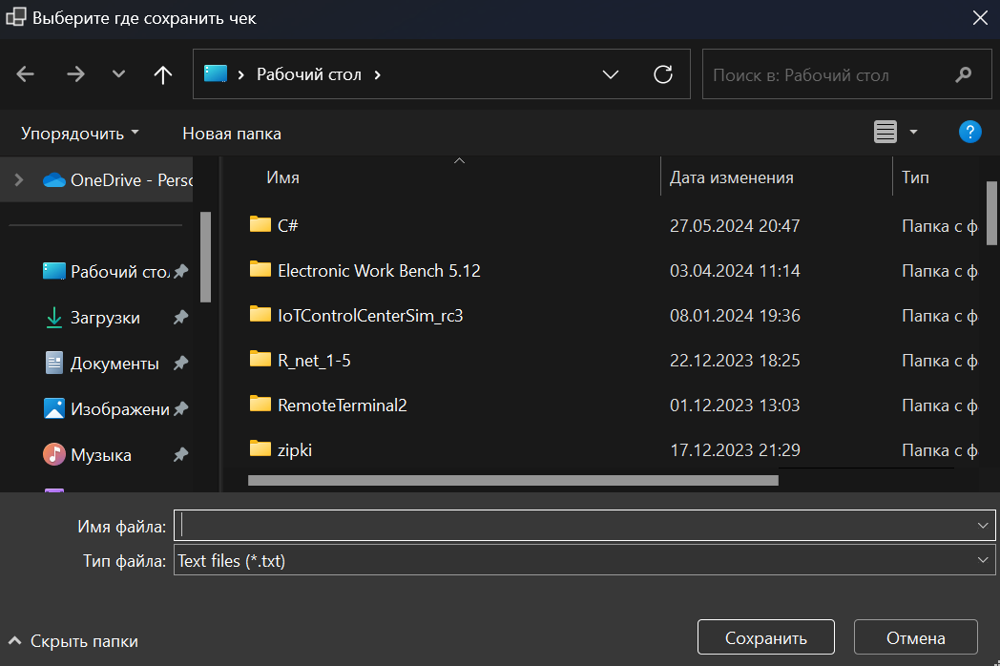 Выберите где сохранить чек
Рабочий стол
Поиск в: Рабочий стол
Упорядочить
Новая папка
?
OneDrive - Perso
Рабочий стол
Загрузки
Документы
Изображени
Музыка
Имя Дата изменения Тип
C# 27.05.2024 20:47 Папка с ф
Electronic Work Bench 5.12 03.04.2024 11:14 Папка с ф
IoTControlCenterSim_rc3 08.01.2024 19:36 Папка с ф
R_net_1-5 22.12.2023 18:25 Папка с ф
RemoteTerminal2 01.12.2023 13:03 Папка с ф
zipki 17.12.2023 21:29 Папка с ф
Имя файла:
Тип файла: Text files (*.txt)
Скрыть папки
Сохранить
Отмена